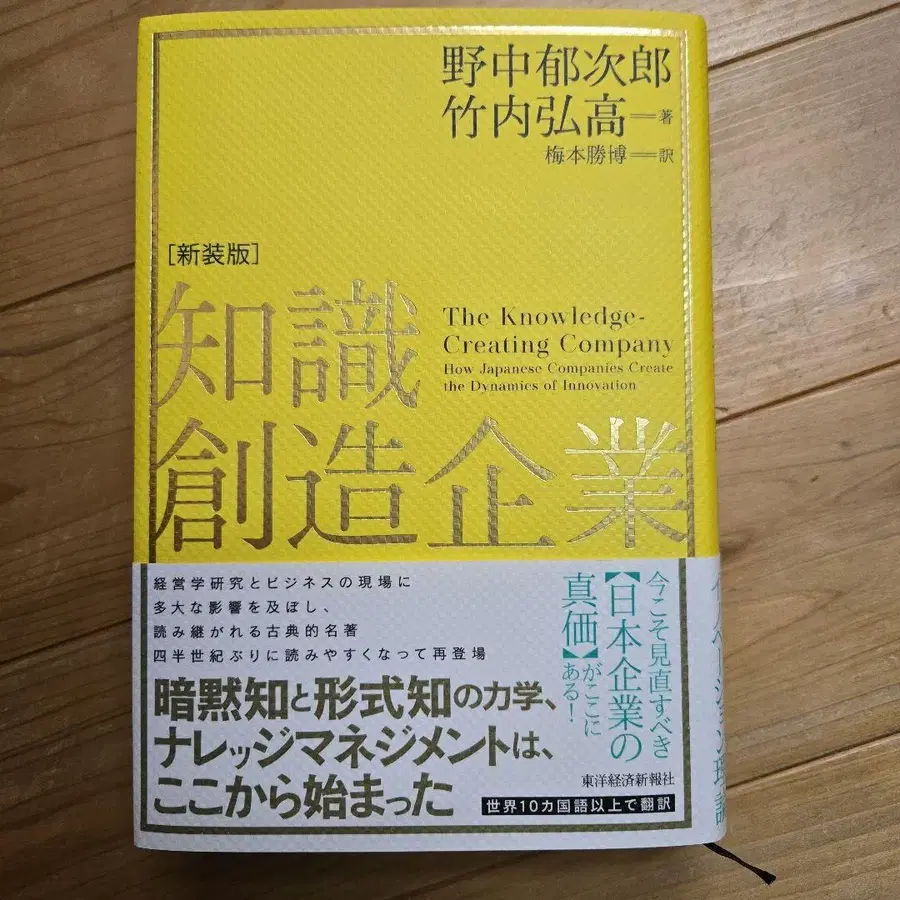 野中郁次郎
竹内弘高══著
梅本勝博══訳
［新装版］
知識
創造企業
The Knowledge-
Creating Company
How Japanese Companies Create
the Dynamics of Innovation
経営学研究とビジネスの現場に
多大な影響を及ぼし、
読み継がれる古典的名著
四半世紀ぶりに読みやすくなって再登場
暗黙知と形式知の力学、
ナレッジマネジメントは、
ここから始まった
今こそ見直すべき
【日本企業の
真価】がここに
ある！
東洋経済新報社
世界10カ国語以上で翻訳
イノベーション理論